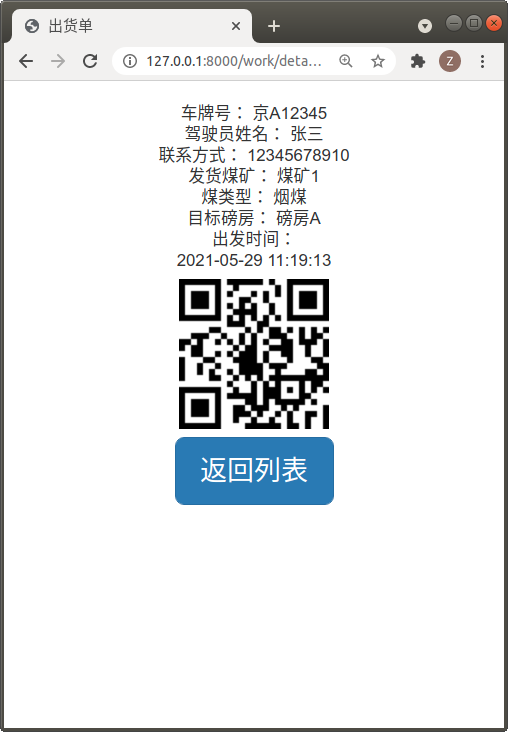 出货单
127.0.0.1:8000/work/deta...
Z
车牌号： 京A12345
驾驶员姓名： 张三
联系方式： 12345678910
发货煤矿： 煤矿1
煤类型： 烟煤
目标磅房： 磅房A
出发时间：
2021-05-29 11:19:13
返回列表